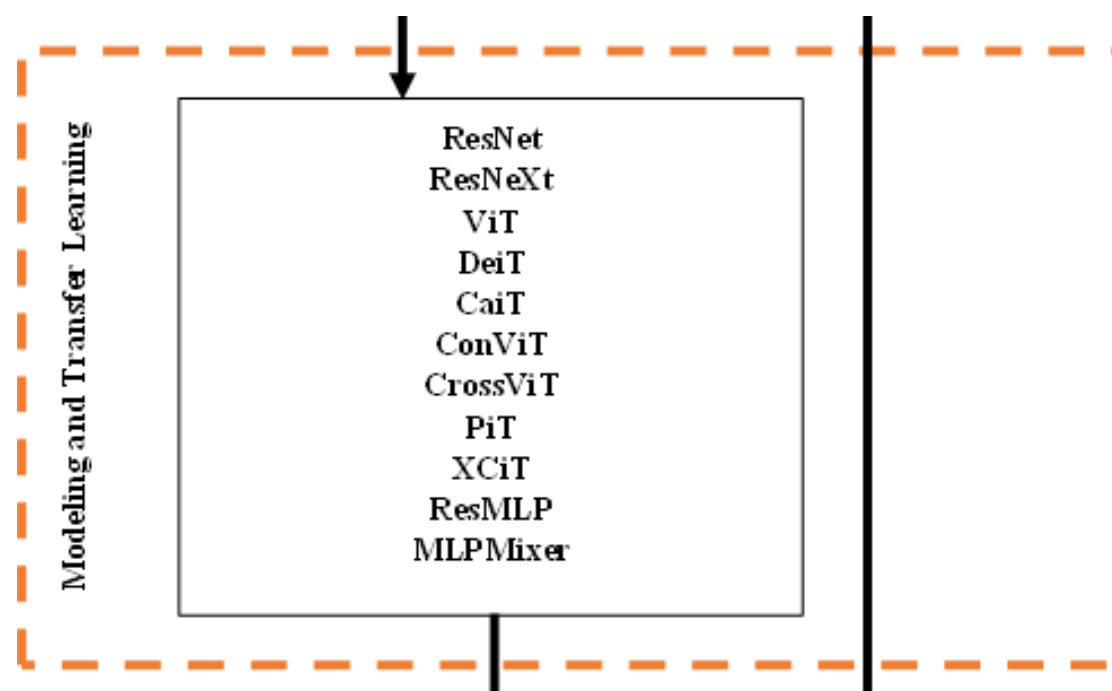 Modeling and Transfer Learning
ResNet
ResNeXt
ViT
DeiT
CaiT
ConViT
CrossViT
PiT
XCiT
ResMLP
MLPMixer